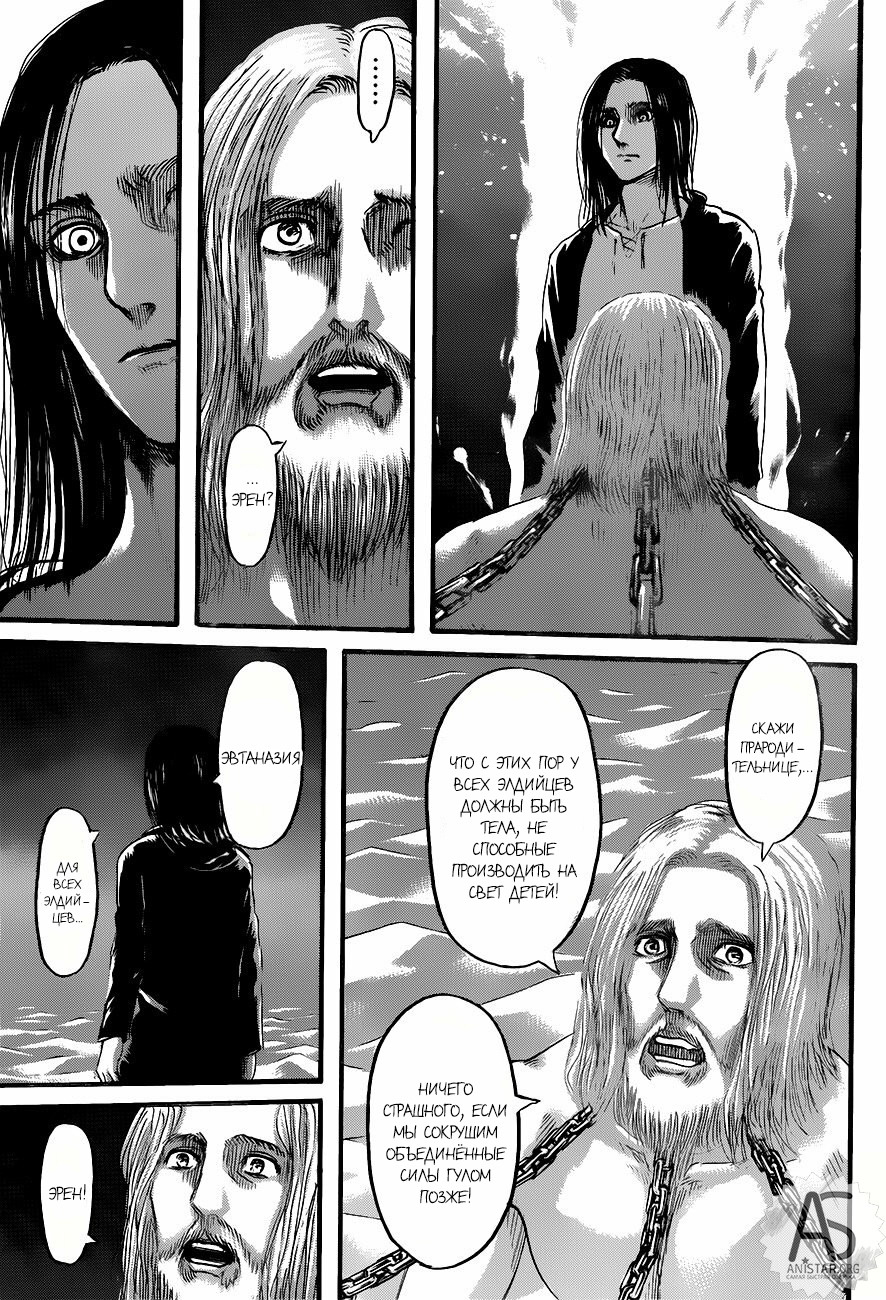 ......
...
ЭРЕН?
СКАЖИ
ПРАРОДИ-
ТЕЛЬНИЦЕ,...
ЧТО С ЭТИХ ПОР У
ВСЕХ ЭЛДИЙЦЕВ
ДОЛЖНЫ БЫТЬ
ТЕЛА, НЕ
СПОСОБНЫЕ
ПРОИЗВОДИТЬ НА
СВЕТ ДЕТЕЙ!
НИЧЕГО
СТРАШНОГО, ЕСЛИ
МЫ СОКРУШИМ
ОБЪЕДИНЁННЫЕ
СИЛЫ ГУЛОМ
ПОЗЖЕ!
ЭВТАНАЗИЯ
ДЛЯ
ВСЕХ
ЭЛДИЙ-
ЦЕВ...
ЭРЕН!
AS
ANISTAR.ORG